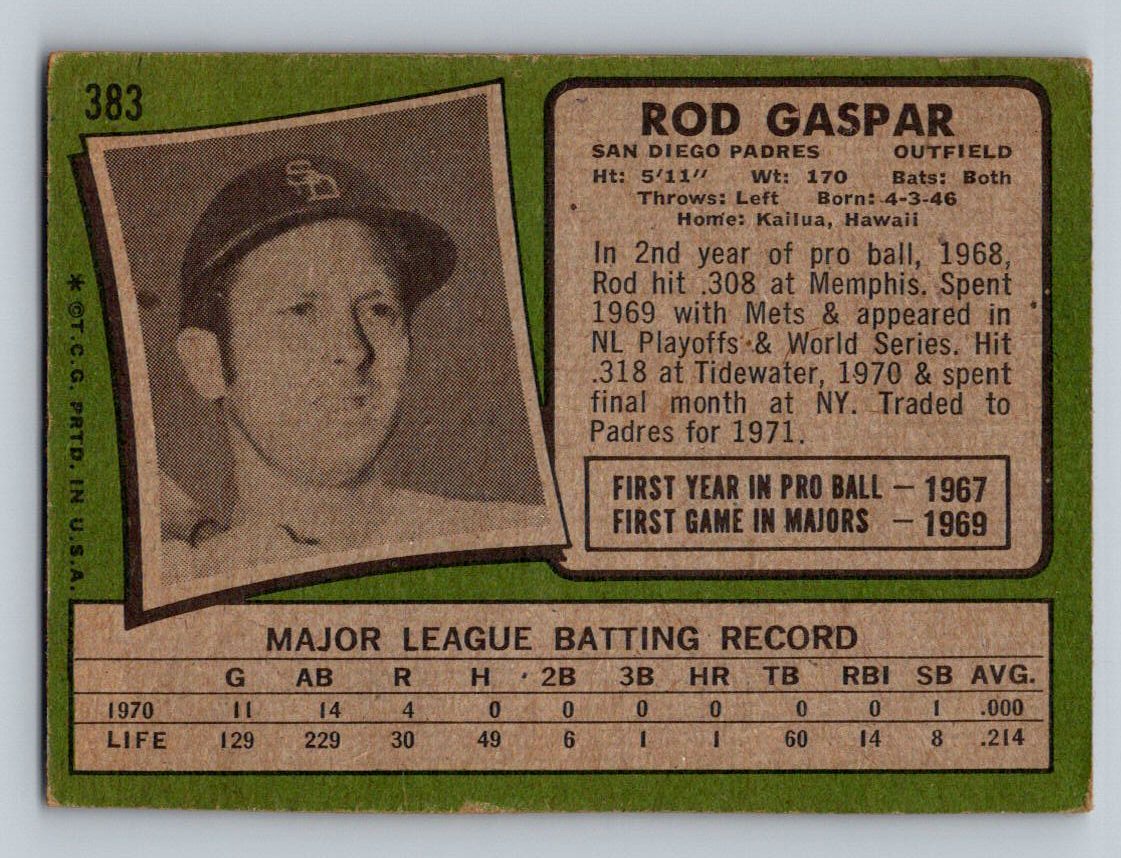 383
SD
ROD GASPAR
SAN DIEGO PADRES OUTFIELD
Ht: 5'11" Wt: 170 Bats: Both
Throws: Left Born: 4-3-46
Home: Kailua, Hawaii
In 2nd year of pro ball, 1968,
Rod hit .308 at Memphis. Spent
1969 with Mets & appeared in
NL Playoffs & World Series. Hit
.318 at Tidewater, 1970 & spent
final month at NY. Traded to
Padres for 1971.
FIRST YEAR IN PRO BALL — 1967
FIRST GAME IN MAJORS — 1969
* © T.C.G. PRTD. IN U.S.A.
MAJOR LEAGUE BATTING RECORD
G AB R H 2B 3B HR TB RBI SB AVG.
1970 11 14 4 0 0 0 0 0 0 1 .000
LIFE 129 229 30 49 6 1 1 60 14 8 .214